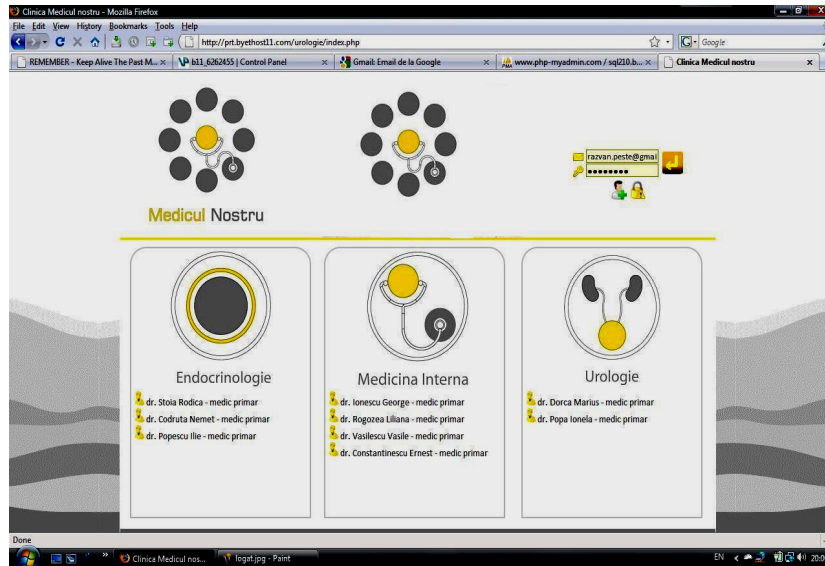 Clinica Medicul nostru - Mozilla Firefox
File Edit View History Bookmarks Tools Help
http://prt.byethost11.com/urologie/index.php
Google
REMEMBER - Keep Alive The Past M...
b11_6262455 | Control Panel
Gmail: Email de la Google
www.php-myadmin.com / sql210.b...
Clinica Medicul nostru
razvan.peste@gmai
Medicul Nostru
Endocrinologie
dr. Stoia Rodica - medic primar
dr. Codruta Nemet - medic primar
dr. Popescu Ilie - medic primar
Medicina Interna
dr. Ionescu George - medic primar
dr. Rogozea Liliana - medic primar
dr. Vasilescu Vasile - medic primar
dr. Constantinescu Ernest - medic primar
Urologie
dr. Dorca Marius - medic primar
dr. Popa Ionela - medic primar
Done
Clinica Medicul nos...
logat.jpg - Paint
EN